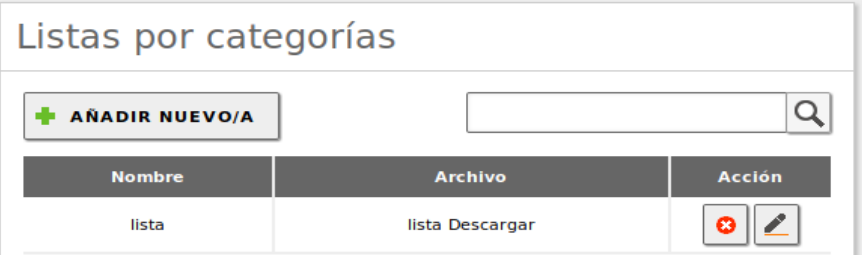 Listas por categorías
AÑADIR NUEVO/A
Nombre Archivo Acción
lista lista Descargar